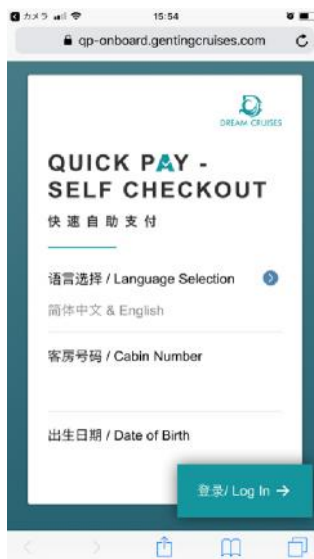 カメラ 15:54
qp-onboard.gentingcruises.com
DREAM CRUISES
QUICK PAY -
SELF CHECKOUT
快速自助支付
语言选择 / Language Selection
简体中文 & English
客房号码 / Cabin Number
出生日期 / Date of Birth
登录/ Log In →